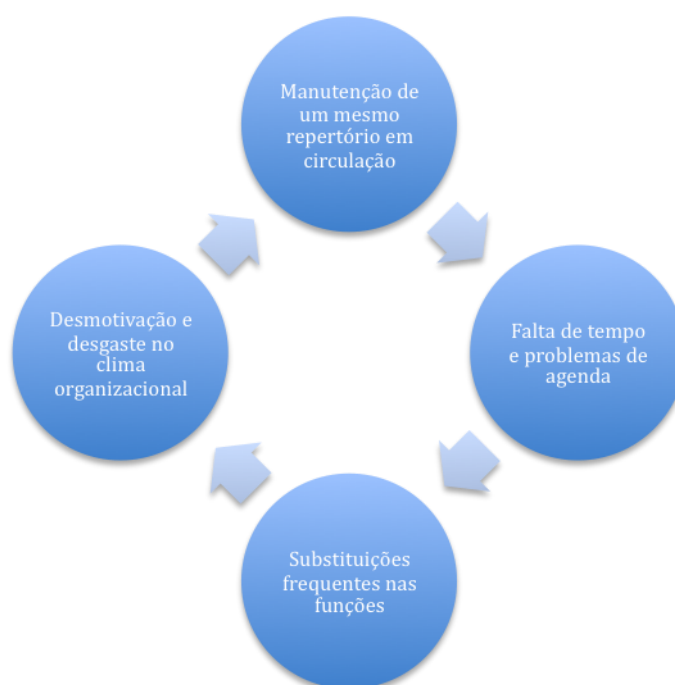 Manutenção de
um mesmo
repertório em
circulação
Falta de tempo
e problemas de
agenda
Substituições
frequentes nas
funções
Desmotivação e
desgaste no
clima
organizacional